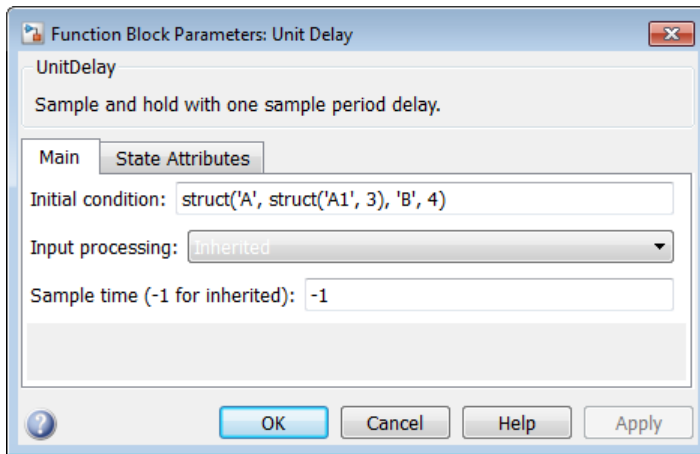 Function Block Parameters: Unit Delay
UnitDelay
Sample and hold with one sample period delay.
Main State Attributes
Initial condition: struct('A', struct('A1', 3), 'B', 4)
Input processing: Inherited
Sample time (-1 for inherited): -1
? OK Cancel Help Apply